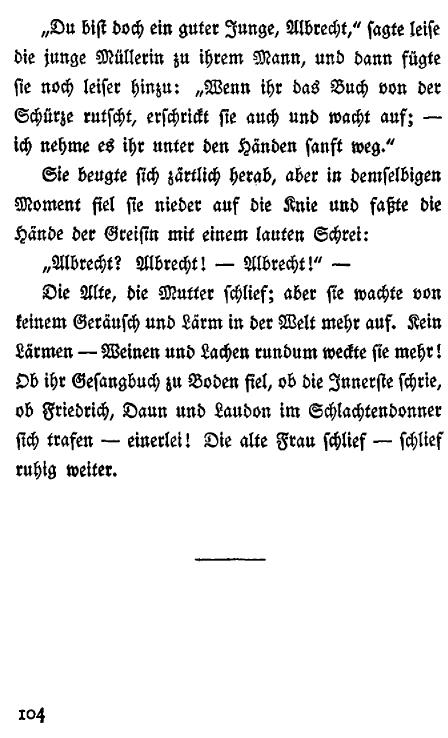 „Du bist doch ein guter Junge, Albrecht,“ sagte leise
die junge Müllerin zu ihrem Mann, und dann fügte
sie noch leiser hinzu: „Wenn ihr das Buch von der
Schürze rutscht, erschrickt sie auch und wacht auf; —
ich nehme es ihr unter den Händen sanft weg.“
Sie beugte sich zärtlich herab, aber in demselbigen
Moment fiel sie nieder auf die Knie und faßte die
Hände der Greisin mit einem lauten Schrei:
„Albrecht? Albrecht! — Albrecht!“ —
Die Alte, die Mutter schlief; aber sie wachte von
keinem Geräusch und Lärm in der Welt mehr auf. Kein
Lärmen — Weinen und Lachen rundum weckte sie mehr!
Ob ihr Gesangbuch zu Boden fiel, ob die Innerste schrie,
ob Friedrich, Daun und Laudon im Schlachtendonner
sich trafen — einerlei! Die alte Frau schlief — schlief
ruhig weiter.
104